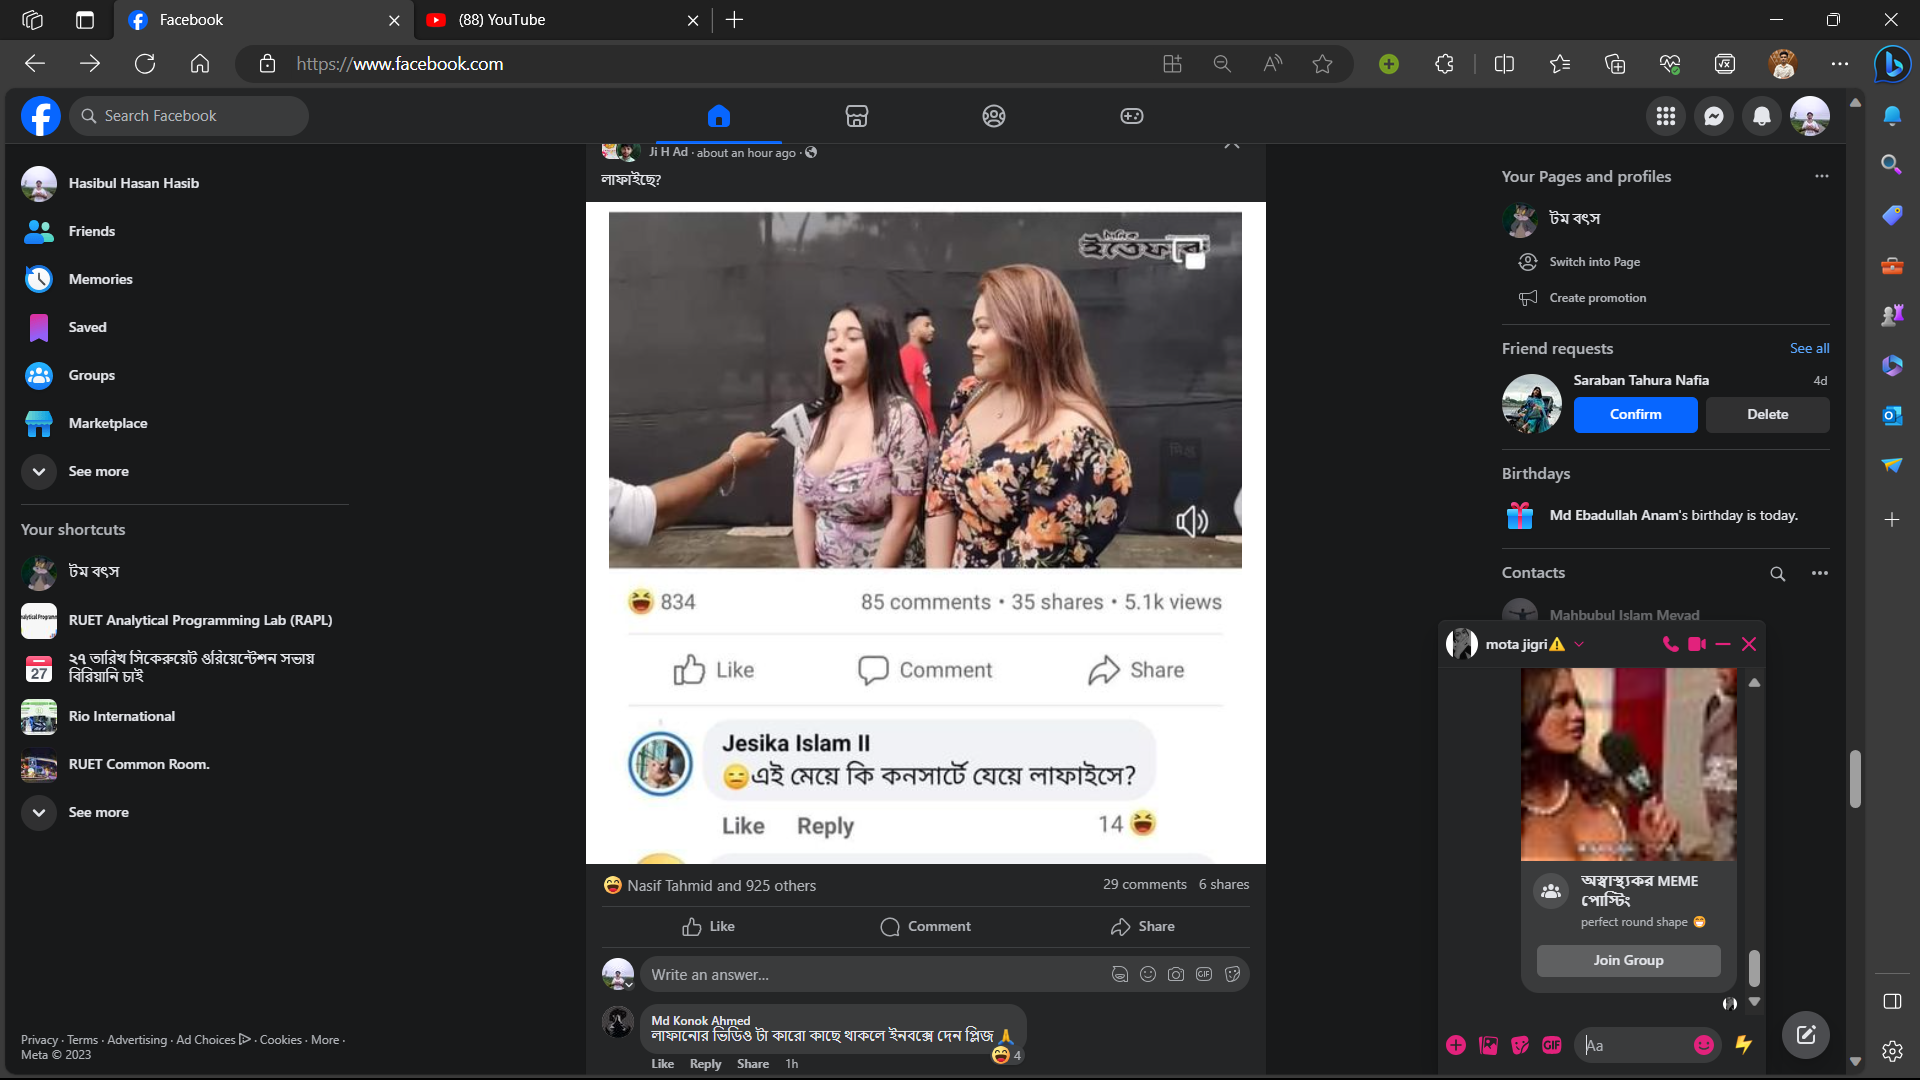 Facebook
(88) YouTube
https://www.facebook.com
Search Facebook
Hasibul Hasan Hasib
Friends
Memories
Saved
Groups
Marketplace
See more
Your shortcuts
টম বৎস
RUET Analytical Programming Lab (RAPL)
27
২৭ তারিখ সিকেরুয়েট ওরিয়েন্টেশন সভায়
বিরিয়ানি চাই
Rio International
RUET Common Room.
See more
Privacy · Terms · Advertising · Ad Choices · Cookies · More ·
Meta © 2023
Ji H Ad · about an hour ago ·
লাফাইছে?
দৈনিক
ইত্তেফাক
😆 834
85 comments • 35 shares • 5.1k views
Like Comment Share
Jesika Islam II
😑এই মেয়ে কি কনসার্টে যেয়ে লাফাইসে?
Like Reply 14 😆
😆 Nasif Tahmid and 925 others
29 comments 6 shares
Like Comment Share
Write an answer...
GIF
Md Konok Ahmed
লাফানোর ভিডিও টা কারো কাছে থাকলে ইনবক্সে দেন প্লিজ 🙏
😆 4
Like Reply Share 1h
Your Pages and profiles
টম বৎস
Switch into Page
Create promotion
Friend requests
See all
Saraban Tahura Nafia
4d
Confirm Delete
Birthdays
Md Ebadullah Anam's birthday is today.
Contacts
Mahbubul Islam Meyad
mota jigri⚠️
অস্বাস্থ্যকর MEME
পোস্টিং
perfect round shape 😁
Join Group
GIF
Aa